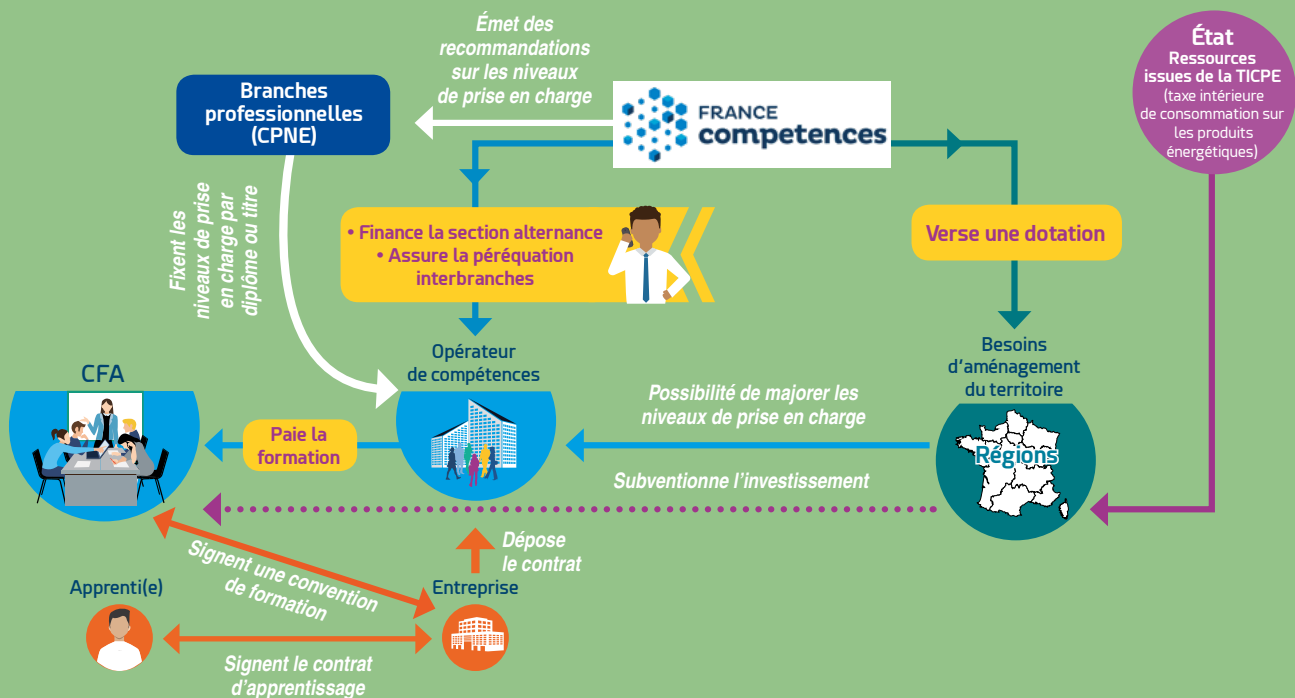 Émet des
recommandations
sur les niveaux
de prise en charge
État
Ressources
issues de la TICPE
(taxe intérieure
de consommation sur
les produits
énergétiques)
Branches
professionnelles
(CPNE)
FRANCE
competences
Fixent les
niveaux de prise
en charge par
diplôme ou titre
• Finance la section alternance
• Assure la péréquation
interbranches
Verse une dotation
CFA
Opérateur
de compétences
Besoins
d'aménagement
du territoire
Possibilité de majorer les
niveaux de prise en charge
Paie la
formation
Régions
Subventionne l'investissement
Signent une convention
de formation
Dépose
le contrat
Apprenti(e)
Entreprise
Signent le contrat
d'apprentissage